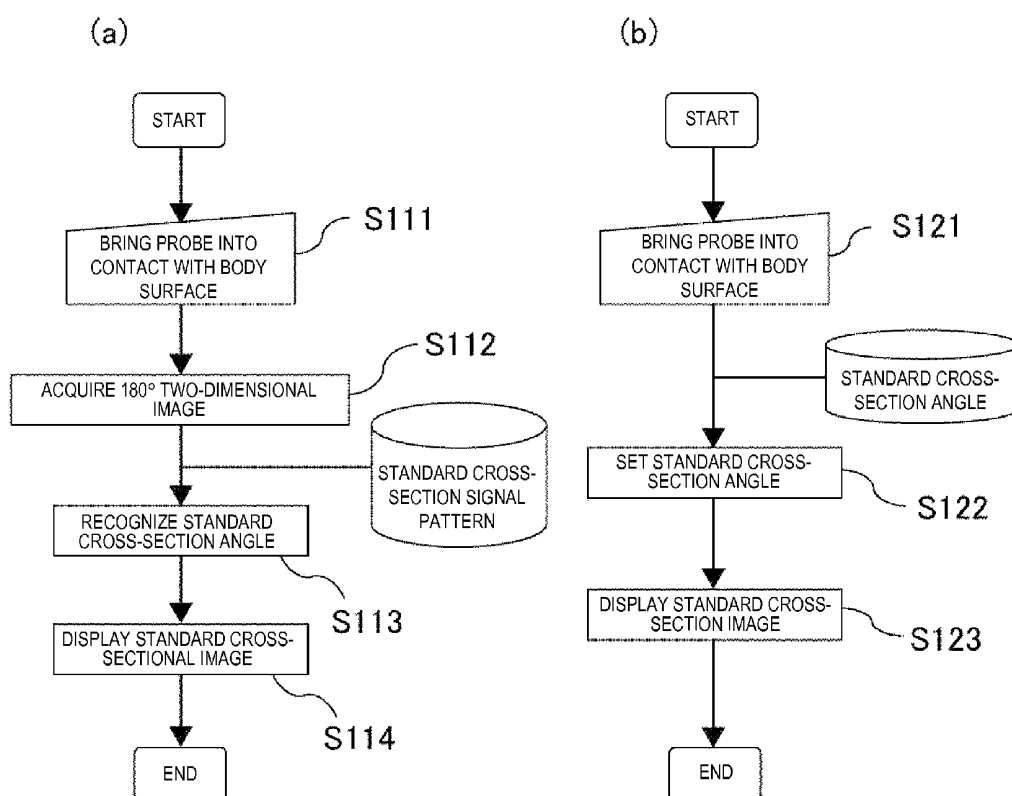 (a)
START
BRING PROBE INTO
CONTACT WITH BODY
SURFACE
S111
ACQUIRE 180° TWO-DIMENSIONAL
IMAGE
S112
STANDARD CROSS-
SECTION SIGNAL
PATTERN
RECOGNIZE STANDARD
CROSS-SECTION ANGLE
S113
DISPLAY STANDARD CROSS-
SECTIONAL IMAGE
S114
END
(b)
START
BRING PROBE INTO
CONTACT WITH BODY
SURFACE
S121
STANDARD CROSS-
SECTION ANGLE
SET STANDARD CROSS-
SECTION ANGLE
S122
DISPLAY STANDARD CROSS-
SECTION IMAGE
S123
END